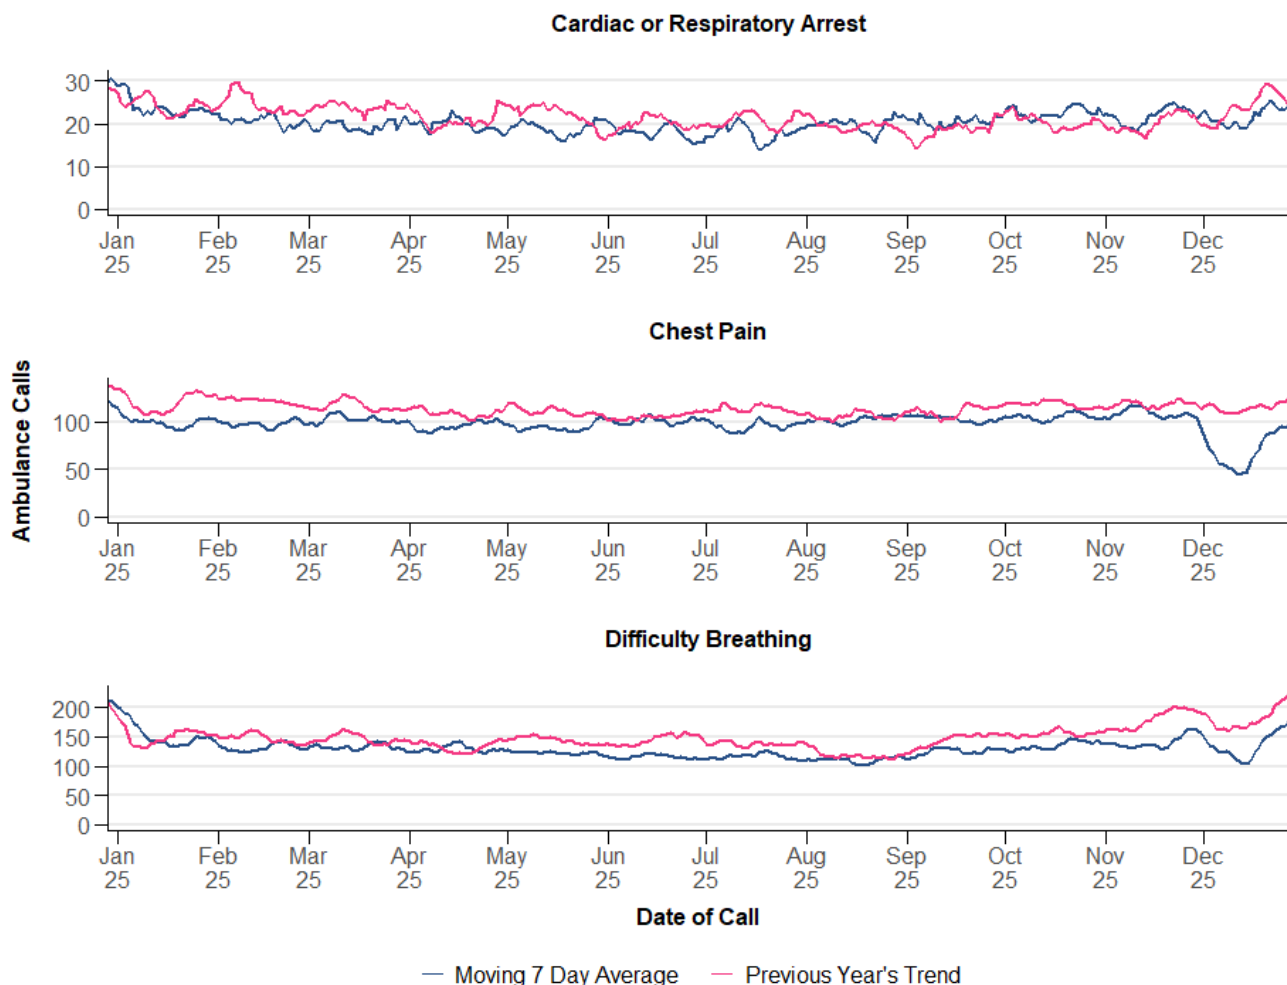 Cardiac or Respiratory Arrest
30
20
10
0
Jan Feb Mar Apr May Jun Jul Aug Sep Oct Nov Dec
25 25 25 25 25 25 25 25 25 25 25 25
Chest Pain
Ambulance Calls
100
50
0
Jan Feb Mar Apr May Jun Jul Aug Sep Oct Nov Dec
25 25 25 25 25 25 25 25 25 25 25 25
Difficulty Breathing
200
150
100
50
0
Jan Feb Mar Apr May Jun Jul Aug Sep Oct Nov Dec
25 25 25 25 25 25 25 25 25 25 25 25
Date of Call
Moving 7 Day Average Previous Year's Trend